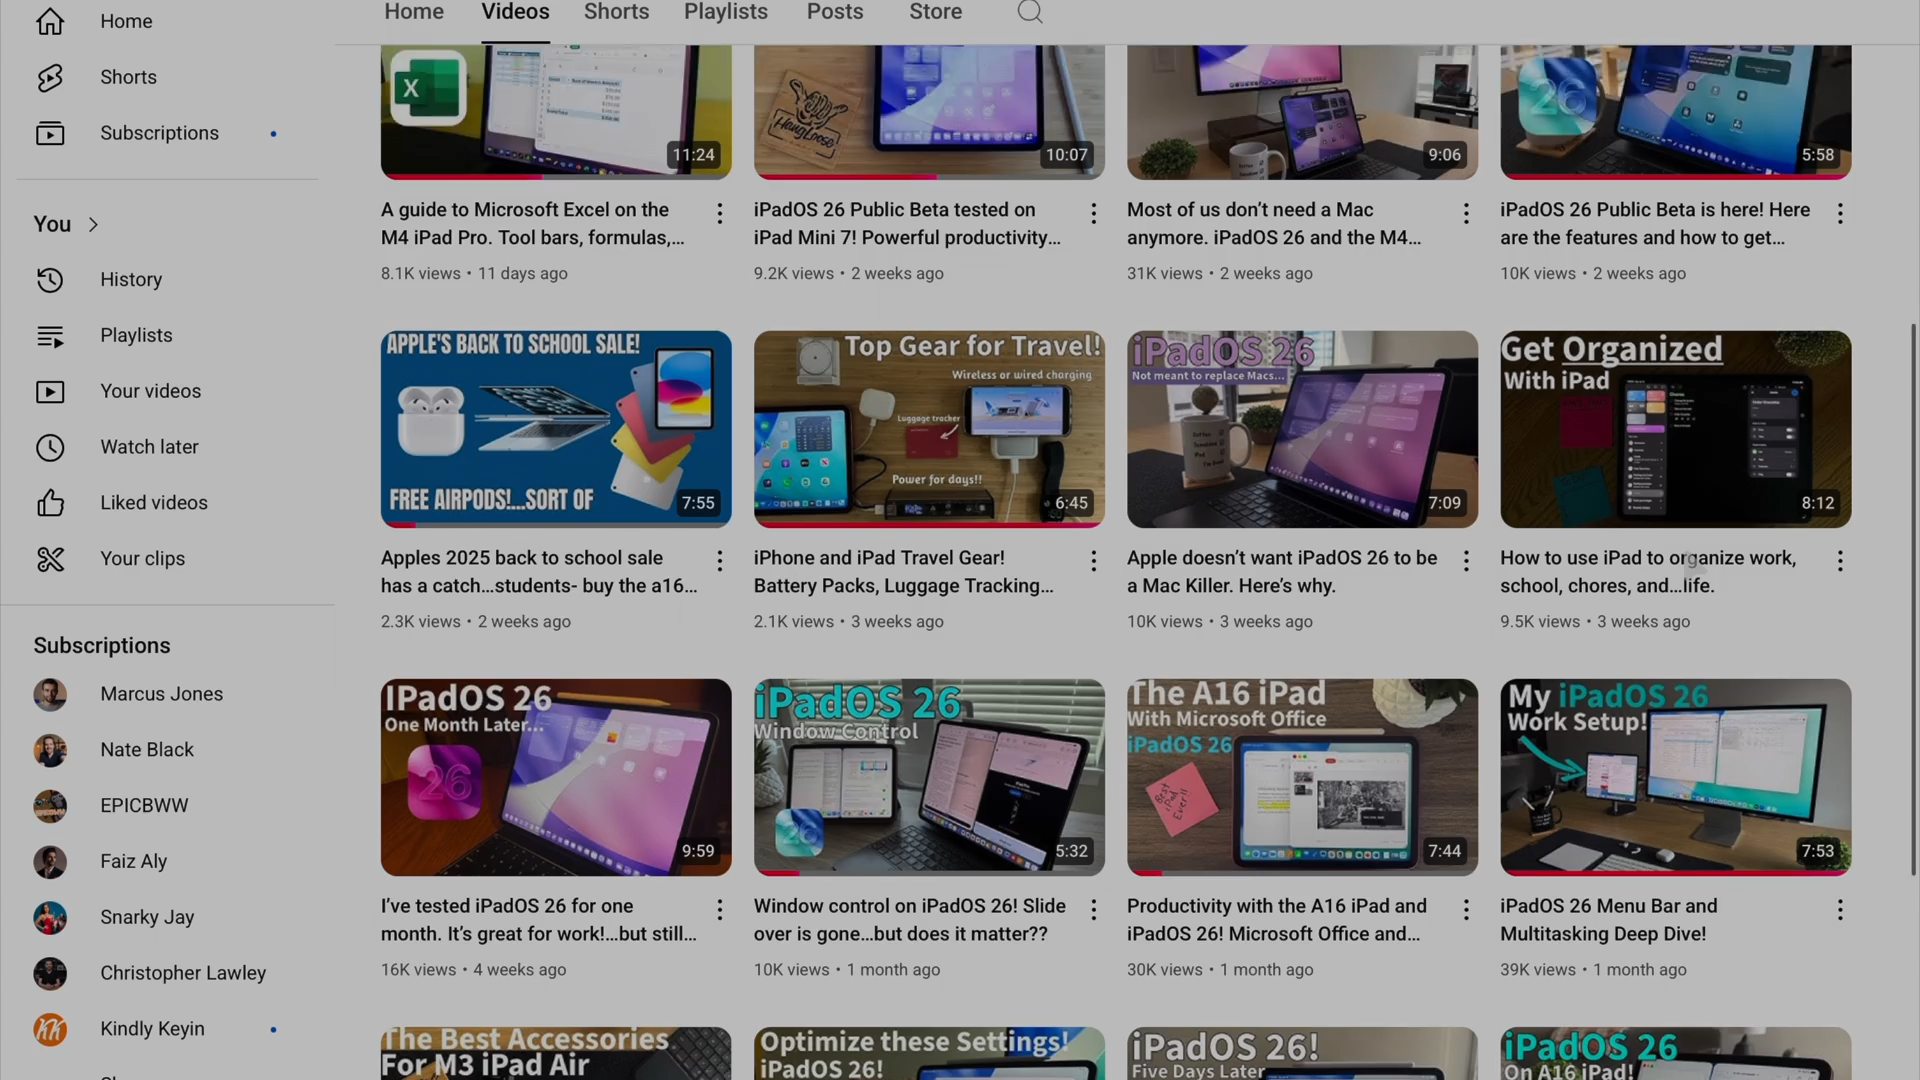 Home
Shorts
Subscriptions
You
History
Playlists
Your videos
Watch later
Liked videos
Your clips
Subscriptions
Marcus Jones
Nate Black
EPICBWW
Faiz Aly
Snarky Jay
Christopher Lawley
Kindly Keyin
Home Videos Shorts Playlists Posts Store
X
11:24
A guide to Microsoft Excel on the
M4 iPad Pro. Tool bars, formulas,...
8.1K views • 11 days ago
HangLoose
10:07
iPadOS 26 Public Beta tested on
iPad Mini 7! Powerful productivity...
9.2K views • 2 weeks ago
9:06
Most of us don’t need a Mac
anymore. iPadOS 26 and the M4...
31K views • 2 weeks ago
26
5:58
iPadOS 26 Public Beta is here! Here
are the features and how to get...
10K views • 2 weeks ago
APPLE'S BACK TO SCHOOL SALE!
FREE AIRPODS!...SORT OF
7:55
Apples 2025 back to school sale
has a catch...students- buy the a16...
2.3K views • 2 weeks ago
Top Gear for Travel!
Wireless or wired charging
Luggage tracker
Power for days!!
6:45
iPhone and iPad Travel Gear!
Battery Packs, Luggage Tracking...
2.1K views • 3 weeks ago
iPadOS 26
Not meant to replace Macs...
7:09
Apple doesn’t want iPadOS 26 to be
a Mac Killer. Here’s why.
10K views • 3 weeks ago
Get Organized
With iPad
8:12
How to use iPad to organize work,
school, chores, and...life.
9.5K views • 3 weeks ago
IPadOS 26
One Month Later...
26
9:59
I’ve tested iPadOS 26 for one
month. It’s great for work!...but still...
16K views • 4 weeks ago
iPadOS 26
Window Control
26
5:32
Window control on iPadOS 26! Slide
over is gone...but does it matter??
10K views • 1 month ago
The A16 iPad
With Microsoft Office
iPadOS 26
Best
iPad
Ever!!
7:44
Productivity with the A16 iPad and
iPadOS 26! Microsoft Office and...
30K views • 1 month ago
My iPadOS 26
Work Setup!
7:53
iPadOS 26 Menu Bar and
Multitasking Deep Dive!
39K views • 1 month ago
The Best Accessories
For M3 iPad Air
Optimize these Settings!
iPadOS 26!
iPadOS 26!
Five Days Later
iPadOS 26
On A16 iPad!